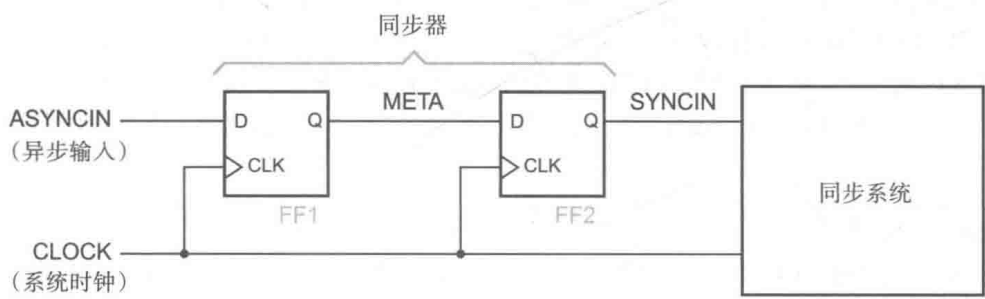 同步器
META
SYNCIN
ASYNCIN
D
Q
D
Q
(异步输入)
CLK
CLK
同步系统
FF1
FF2
CLOCK
(系统时钟)